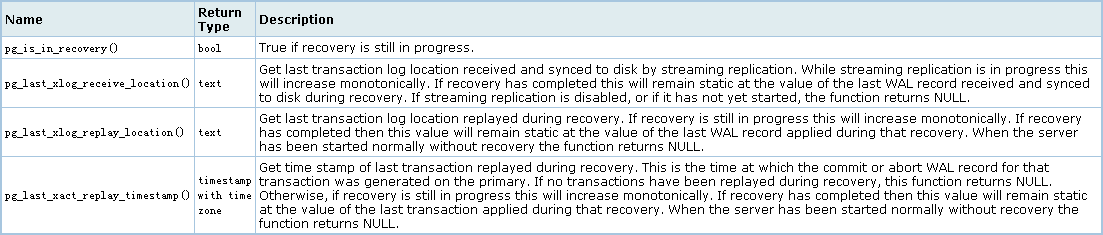 Name Return Type Description
pg_is_in_recovery() bool True if recovery is still in progress.
pg_last_xlog_receive_location() text Get last transaction log location received and synced to disk by streaming replication. While streaming replication is in progress this
will increase monotonically. If recovery has completed this will remain static at the value of the last WAL record received and synced
to disk during recovery. If streaming replication is disabled, or if it has not yet started, the function returns NULL.
pg_last_xlog_replay_location() text Get last transaction log location replayed during recovery. If recovery is still in progress this will increase monotonically. If recovery
has completed then this value will remain static at the value of the last WAL record applied during that recovery. When the server
has been started normally without recovery the function returns NULL.
pg_last_xact_replay_timestamp() timestamp with time zone Get time stamp of last transaction replayed during recovery. This is the time at which the commit or abort WAL record for that
transaction was generated on the primary. If no transactions have been replayed during recovery, this function returns NULL.
Otherwise, if recovery is still in progress this will increase monotonically. If recovery has completed then this value will remain static
at the value of the last transaction applied during that recovery. When the server has been started normally without recovery the
function returns NULL.